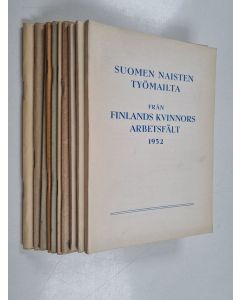 SUOMEN NAISTEN
TYÖMAILTA
FRÅN
FINLANDS KVINNORS
ARBETSFÄLT
1952